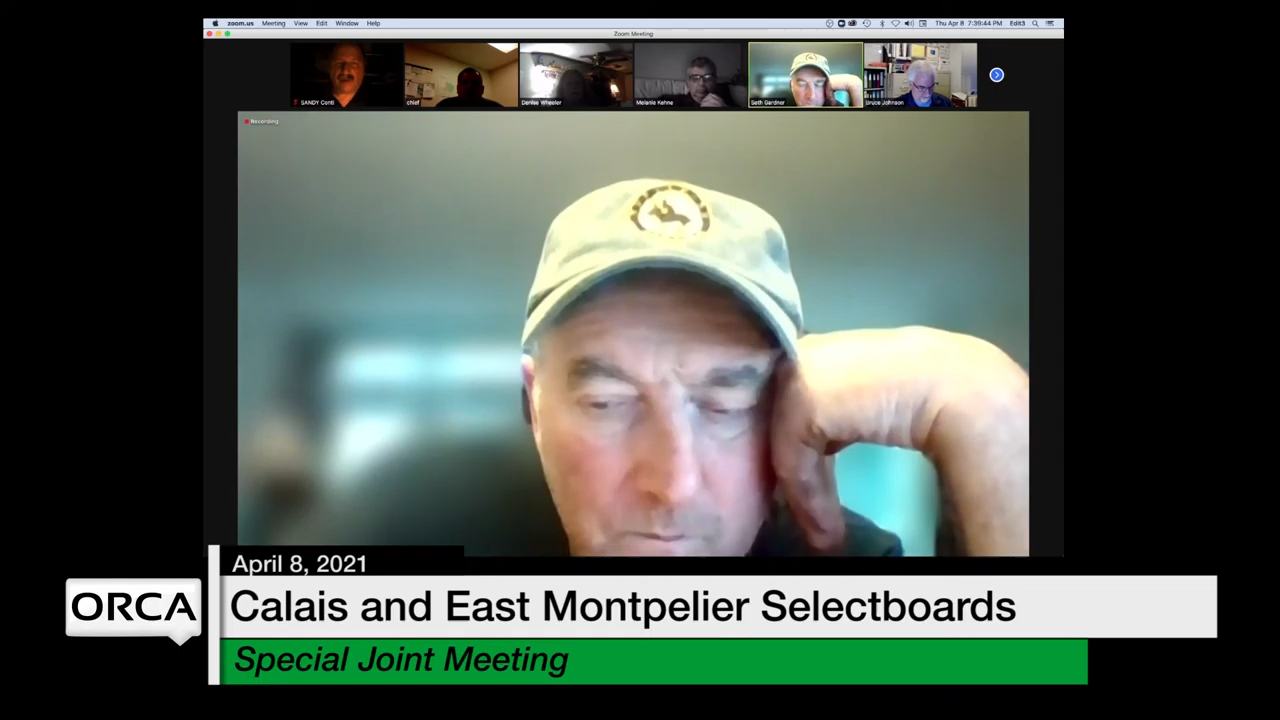 zoom.us Meeting View Edit Window Help
Thu Apr 8 7:39:44 PM Edit3
Zoom Meeting
SANDY Conti
chief
Denise Wheeler
Melanie Kehne
Seth Gardner
Bruce Johnson
Recording
April 8, 2021
ORCA
Calais and East Montpelier Selectboards
Special Joint Meeting